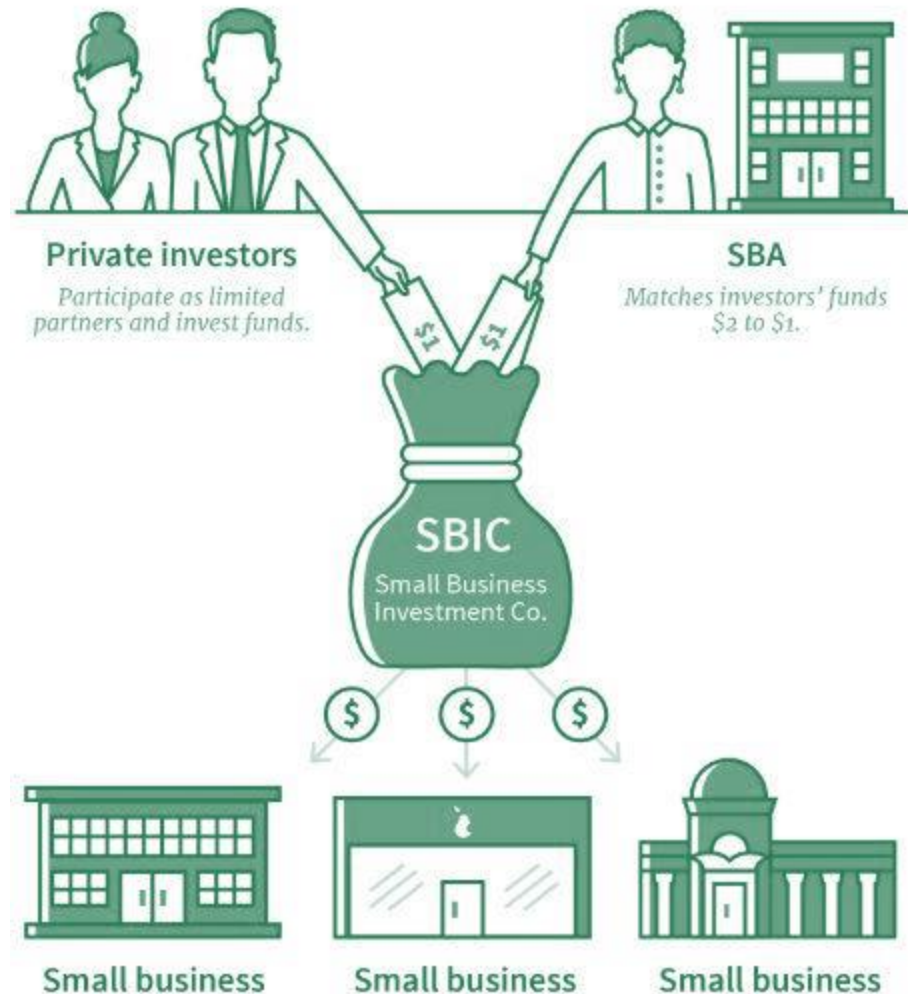 Private investors
Participate as limited
partners and invest funds.
SBA
Matches investors' funds
$2 to $1.
$1
$1
SBIC
Small Business
Investment Co.
$
$
$
Small business
Small business
Small business